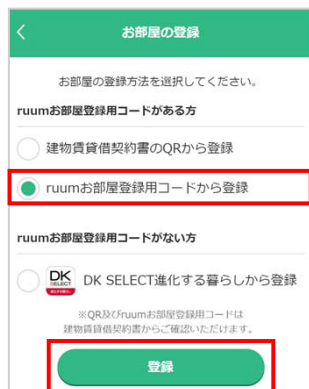 お部屋の登録
お部屋の登録方法を選択してください。
ruumお部屋登録用コードがある方
建物賃貸借契約書のQRから登録
ruumお部屋登録用コードから登録
ruumお部屋登録用コードがない方
DK SELECT
DK SELECT進化する暮らしから登録
※QR及びruumお部屋登録用コードは
建物賃貸借契約書からご確認いただけます。
登録